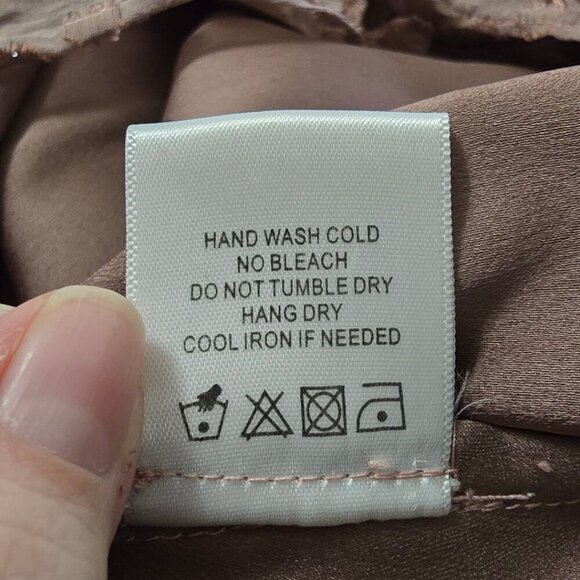 HAND WASH COLD
NO BLEACH
DO NOT TUMBLE DRY
HANG DRY
COOL IRON IF NEEDED